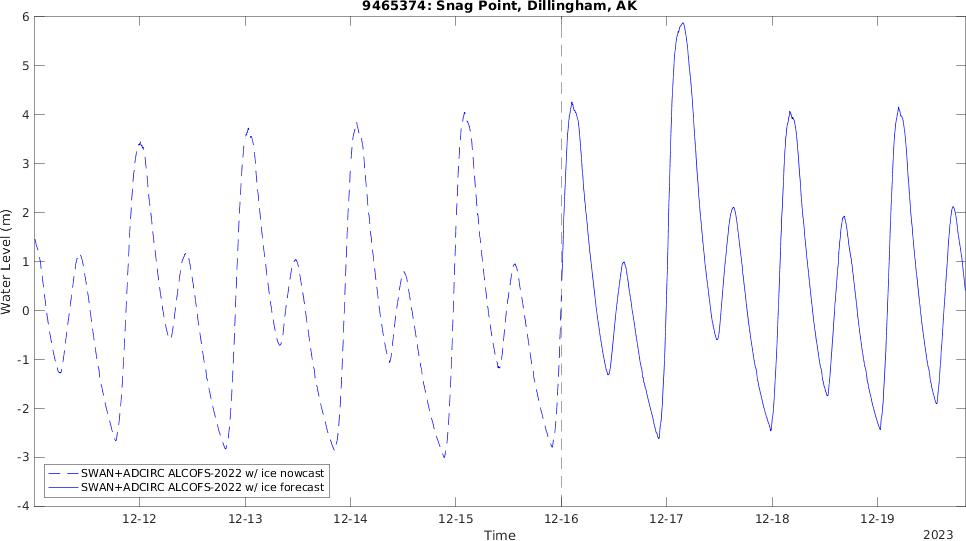 9465374: Snag Point, Dillingham, AK
6
5
4
3
2
1
0
-1
-2
-3
-4
Water Level (m)
SWAN+ADCIRC ALCOFS-2022 w/ ice nowcast
SWAN+ADCIRC ALCOFS-2022 w/ ice forecast
12-12 12-13 12-14 12-15 12-16 12-17 12-18 12-19
Time
2023